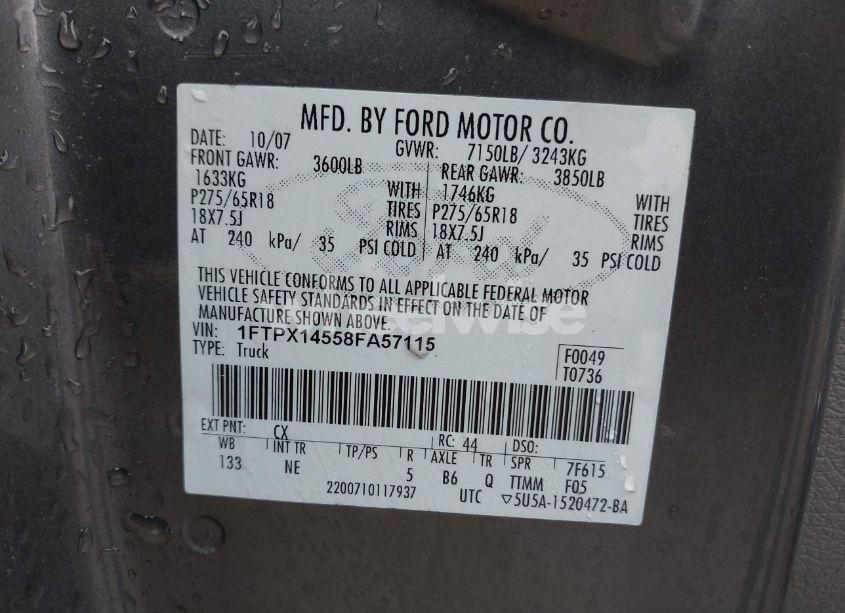 MFD. BY FORD MOTOR CO.
DATE: 10/07 GVWR: 7150LB/ 3243KG
FRONT GAWR: 3600LB REAR GAWR: 3850LB
1633KG WITH 1746KG WITH
P275/65R18 TIRES P275/65R18 TIRES
18X7.5J RIMS 18X7.5J RIMS
AT 240 kPa/ 35 PSI COLD AT 240 kPa/ 35 PSI COLD
THIS VEHICLE CONFORMS TO ALL APPLICABLE FEDERAL MOTOR
VEHICLE SAFETY STANDARDS IN EFFECT ON THE DATE OF
MANUFACTURE SHOWN ABOVE.
VIN: 1FTPX14558FA57115 F0049
TYPE: Truck T0736
EXT PNT: CX RC: 44 DSO:
WB INT TR TP/PS R AXLE TR SPR 7F615
133 NE 5 B6 Q TTMM F05
2200710117937 UTC ▽5U5A-1520472-BA